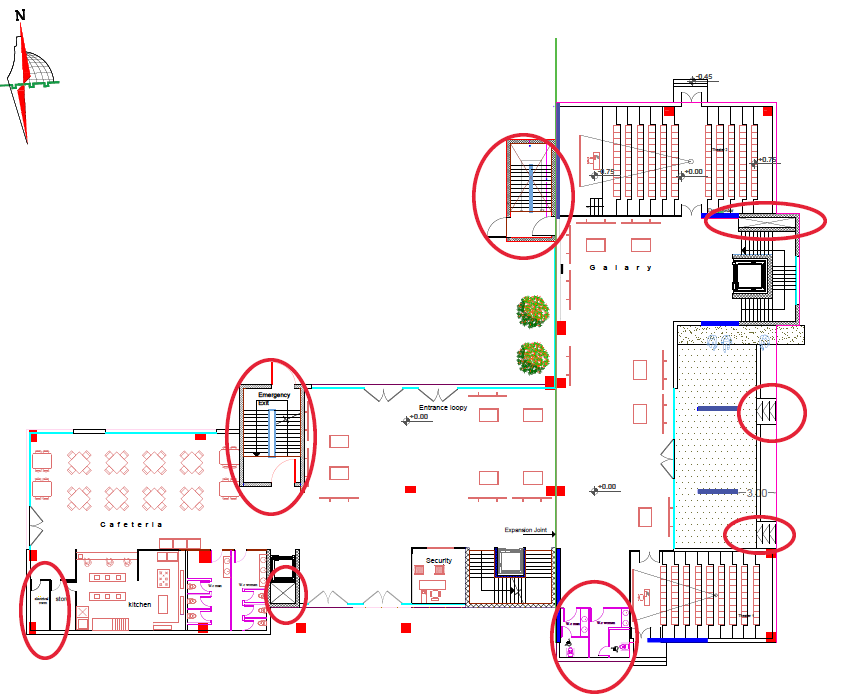 N
-0.45
+0.75
-0.75
+0.00
G a l a r y
Emergency
Exit
Entrance loopy
+0.00
+0.00
-3.00
C a f e t e r i a
Expansion Joint
Security
store
kitchen